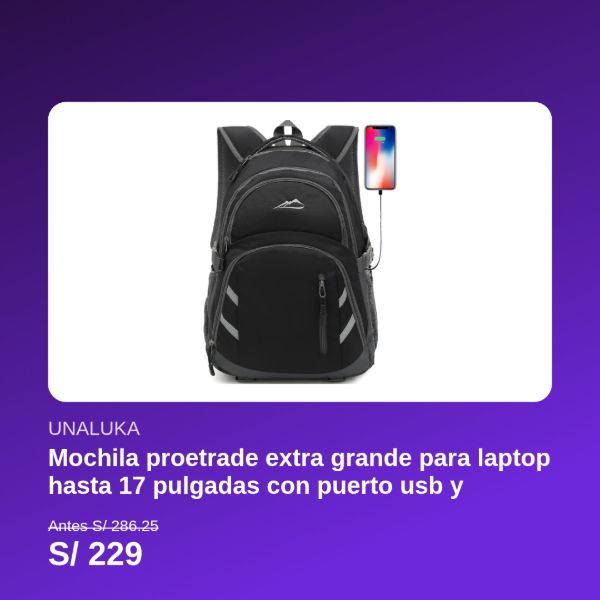 UNALUKA
Mochila proetrade extra grande para laptop
hasta 17 pulgadas con puerto usb y
Antes S/ 286.25
S/ 229